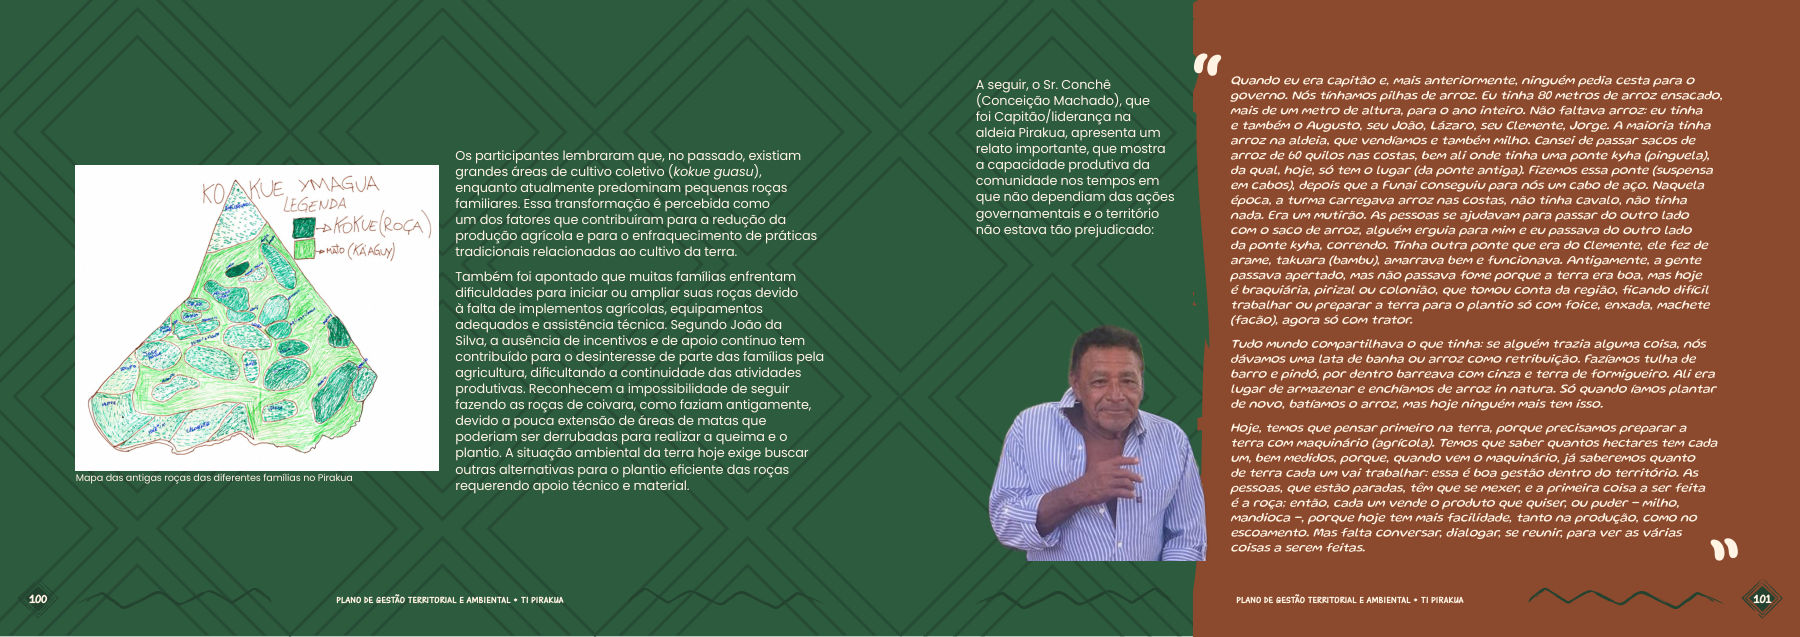 KOKUE YMAGUA
LEGENDA
KOKUE (ROÇA)
MATO (KAAGUY)
Mapa das antigas roças das diferentes famílias no Pirakua
Os participantes lembraram que, no passado, existiam
grandes áreas de cultivo coletivo (kokue guasu),
enquanto atualmente predominam pequenas roças
familiares. Essa transformação é percebida como
um dos fatores que contribuíram para a redução da
produção agrícola e para o enfraquecimento de práticas
tradicionais relacionadas ao cultivo da terra.
Também foi apontado que muitas famílias enfrentam
dificuldades para iniciar ou ampliar suas roças devido
à falta de implementos agrícolas, equipamentos
adequados e assistência técnica. Segundo João da
Silva, a ausência de incentivos e de apoio contínuo tem
contribuído para o desinteresse de parte das famílias pela
agricultura, dificultando a continuidade das atividades
produtivas. Reconhecem a impossibilidade de seguir
fazendo as roças de coivara, como faziam antigamente,
devido a pouca extensão de áreas de matas que
poderiam ser derrubadas para realizar a queima e o
plantio. A situação ambiental da terra hoje exige buscar
outras alternativas para o plantio eficiente das roças
requerendo apoio técnico e material.
100
PLANO DE GESTÃO TERRITORIAL E AMBIENTAL • TI PIRAKUA
A seguir, o Sr. Conchê
(Conceição Machado), que
foi Capitão/liderança na
aldeia Pirakua, apresenta um
relato importante, que mostra
a capacidade produtiva da
comunidade nos tempos em
que não dependiam das ações
governamentais e o território
não estava tão prejudicado:
“
Quando eu era capitão e, mais anteriormente, ninguém pedia cesta para o
governo. Nós tínhamos pilhas de arroz. Eu tinha 80 metros de arroz ensacado,
mais de um metro de altura, para o ano inteiro. Não faltava arroz: eu tinha
e também o Augusto, seu João, Lázaro, seu Clemente, Jorge. A maioria tinha
arroz na aldeia, que vendíamos e também milho. Cansei de passar sacos de
arroz de 60 quilos nas costas, bem ali onde tinha uma ponte kyha (pinguela),
da qual, hoje, só tem o lugar (da ponte antiga). Fizemos essa ponte (suspensa
em cabos), depois que a Funai conseguiu para nós um cabo de aço. Naquela
época, a turma carregava arroz nas costas, não tinha cavalo, não tinha
nada. Era um mutirão. As pessoas se ajudavam para passar do outro lado
com o saco de arroz, alguém erguia para mim e eu passava do outro lado
da ponte kyha, correndo. Tinha outra ponte que era do Clemente, ele fez de
arame, takuara (bambu), amarrava bem e funcionava. Antigamente, a gente
passava apertado, mas não passava fome porque a terra era boa, mas hoje
é braquiária, pirizal ou colonião, que tomou conta da região, ficando difícil
trabalhar ou preparar a terra para o plantio só com foice, enxada, machete
(facão), agora só com trator.
Tudo mundo compartilhava o que tinha: se alguém trazia alguma coisa, nós
dávamos uma lata de banha ou arroz como retribuição. Fazíamos tulha de
barro e pindó, por dentro barreava com cinza e terra de formigueiro. Ali era
lugar de armazenar e enchíamos de arroz in natura. Só quando íamos plantar
de novo, batíamos o arroz, mas hoje ninguém mais tem isso.
Hoje, temos que pensar primeiro na terra, porque precisamos preparar a
terra com maquinário (agrícola). Temos que saber quantos hectares tem cada
um, bem medidos, porque, quando vem o maquinário, já saberemos quanto
de terra cada um vai trabalhar: essa é boa gestão dentro do território. As
pessoas, que estão paradas, têm que se mexer, e a primeira coisa a ser feita
é a roça: então, cada um vende o produto que quiser, ou puder – milho,
mandioca –, porque hoje tem mais facilidade, tanto na produção, como no
escoamento. Mas falta conversar, dialogar, se reunir, para ver as várias
coisas a serem feitas.
”
PLANO DE GESTÃO TERRITORIAL E AMBIENTAL • TI PIRAKUA
101